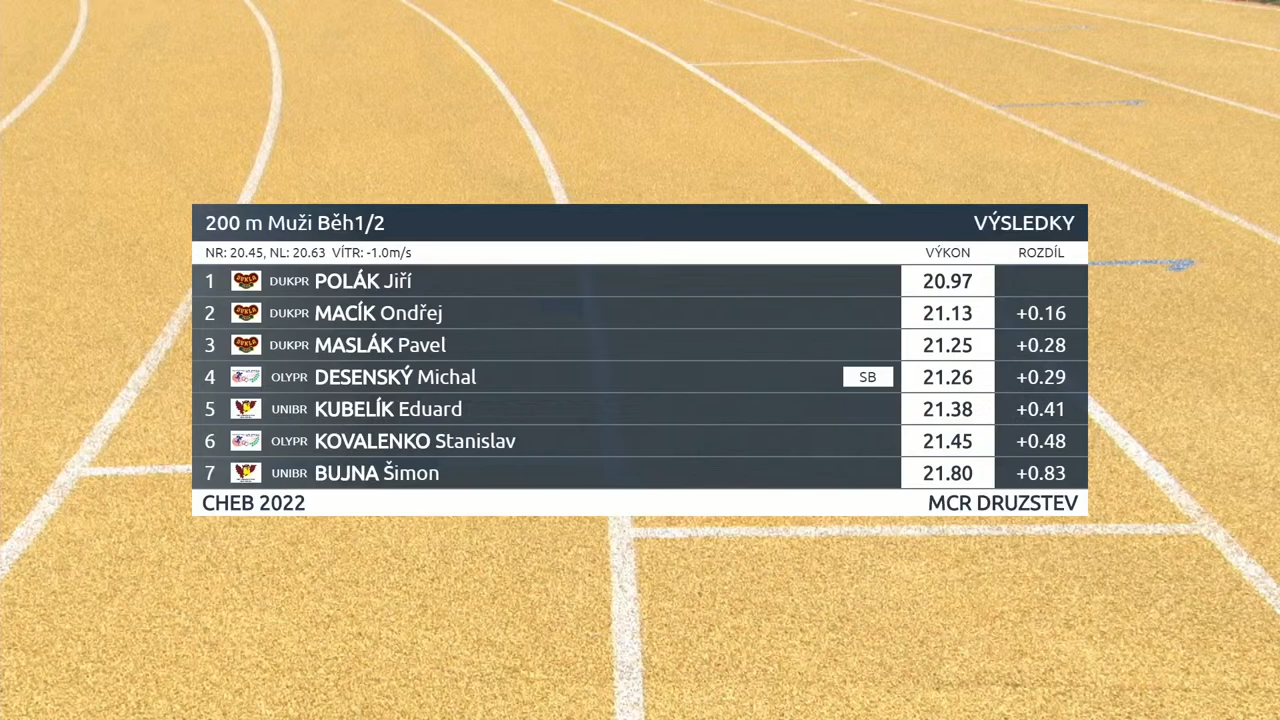 200 m Muži Běh1/2 VÝSLEDKY
NR: 20.45, NL: 20.63 VÍTR: -1.0m/s VÝKON ROZDÍL
1 DUKPR POLÁK Jiří 20.97
2 DUKPR MACÍK Ondřej 21.13 +0.16
3 DUKPR MASLÁK Pavel 21.25 +0.28
4 OLYPR DESENSKÝ Michal SB 21.26 +0.29
5 UNIBR KUBELÍK Eduard 21.38 +0.41
6 OLYPR KOVALENKO Stanislav 21.45 +0.48
7 UNIBR BUJNA Šimon 21.80 +0.83
CHEB 2022 MCR DRUZSTEV